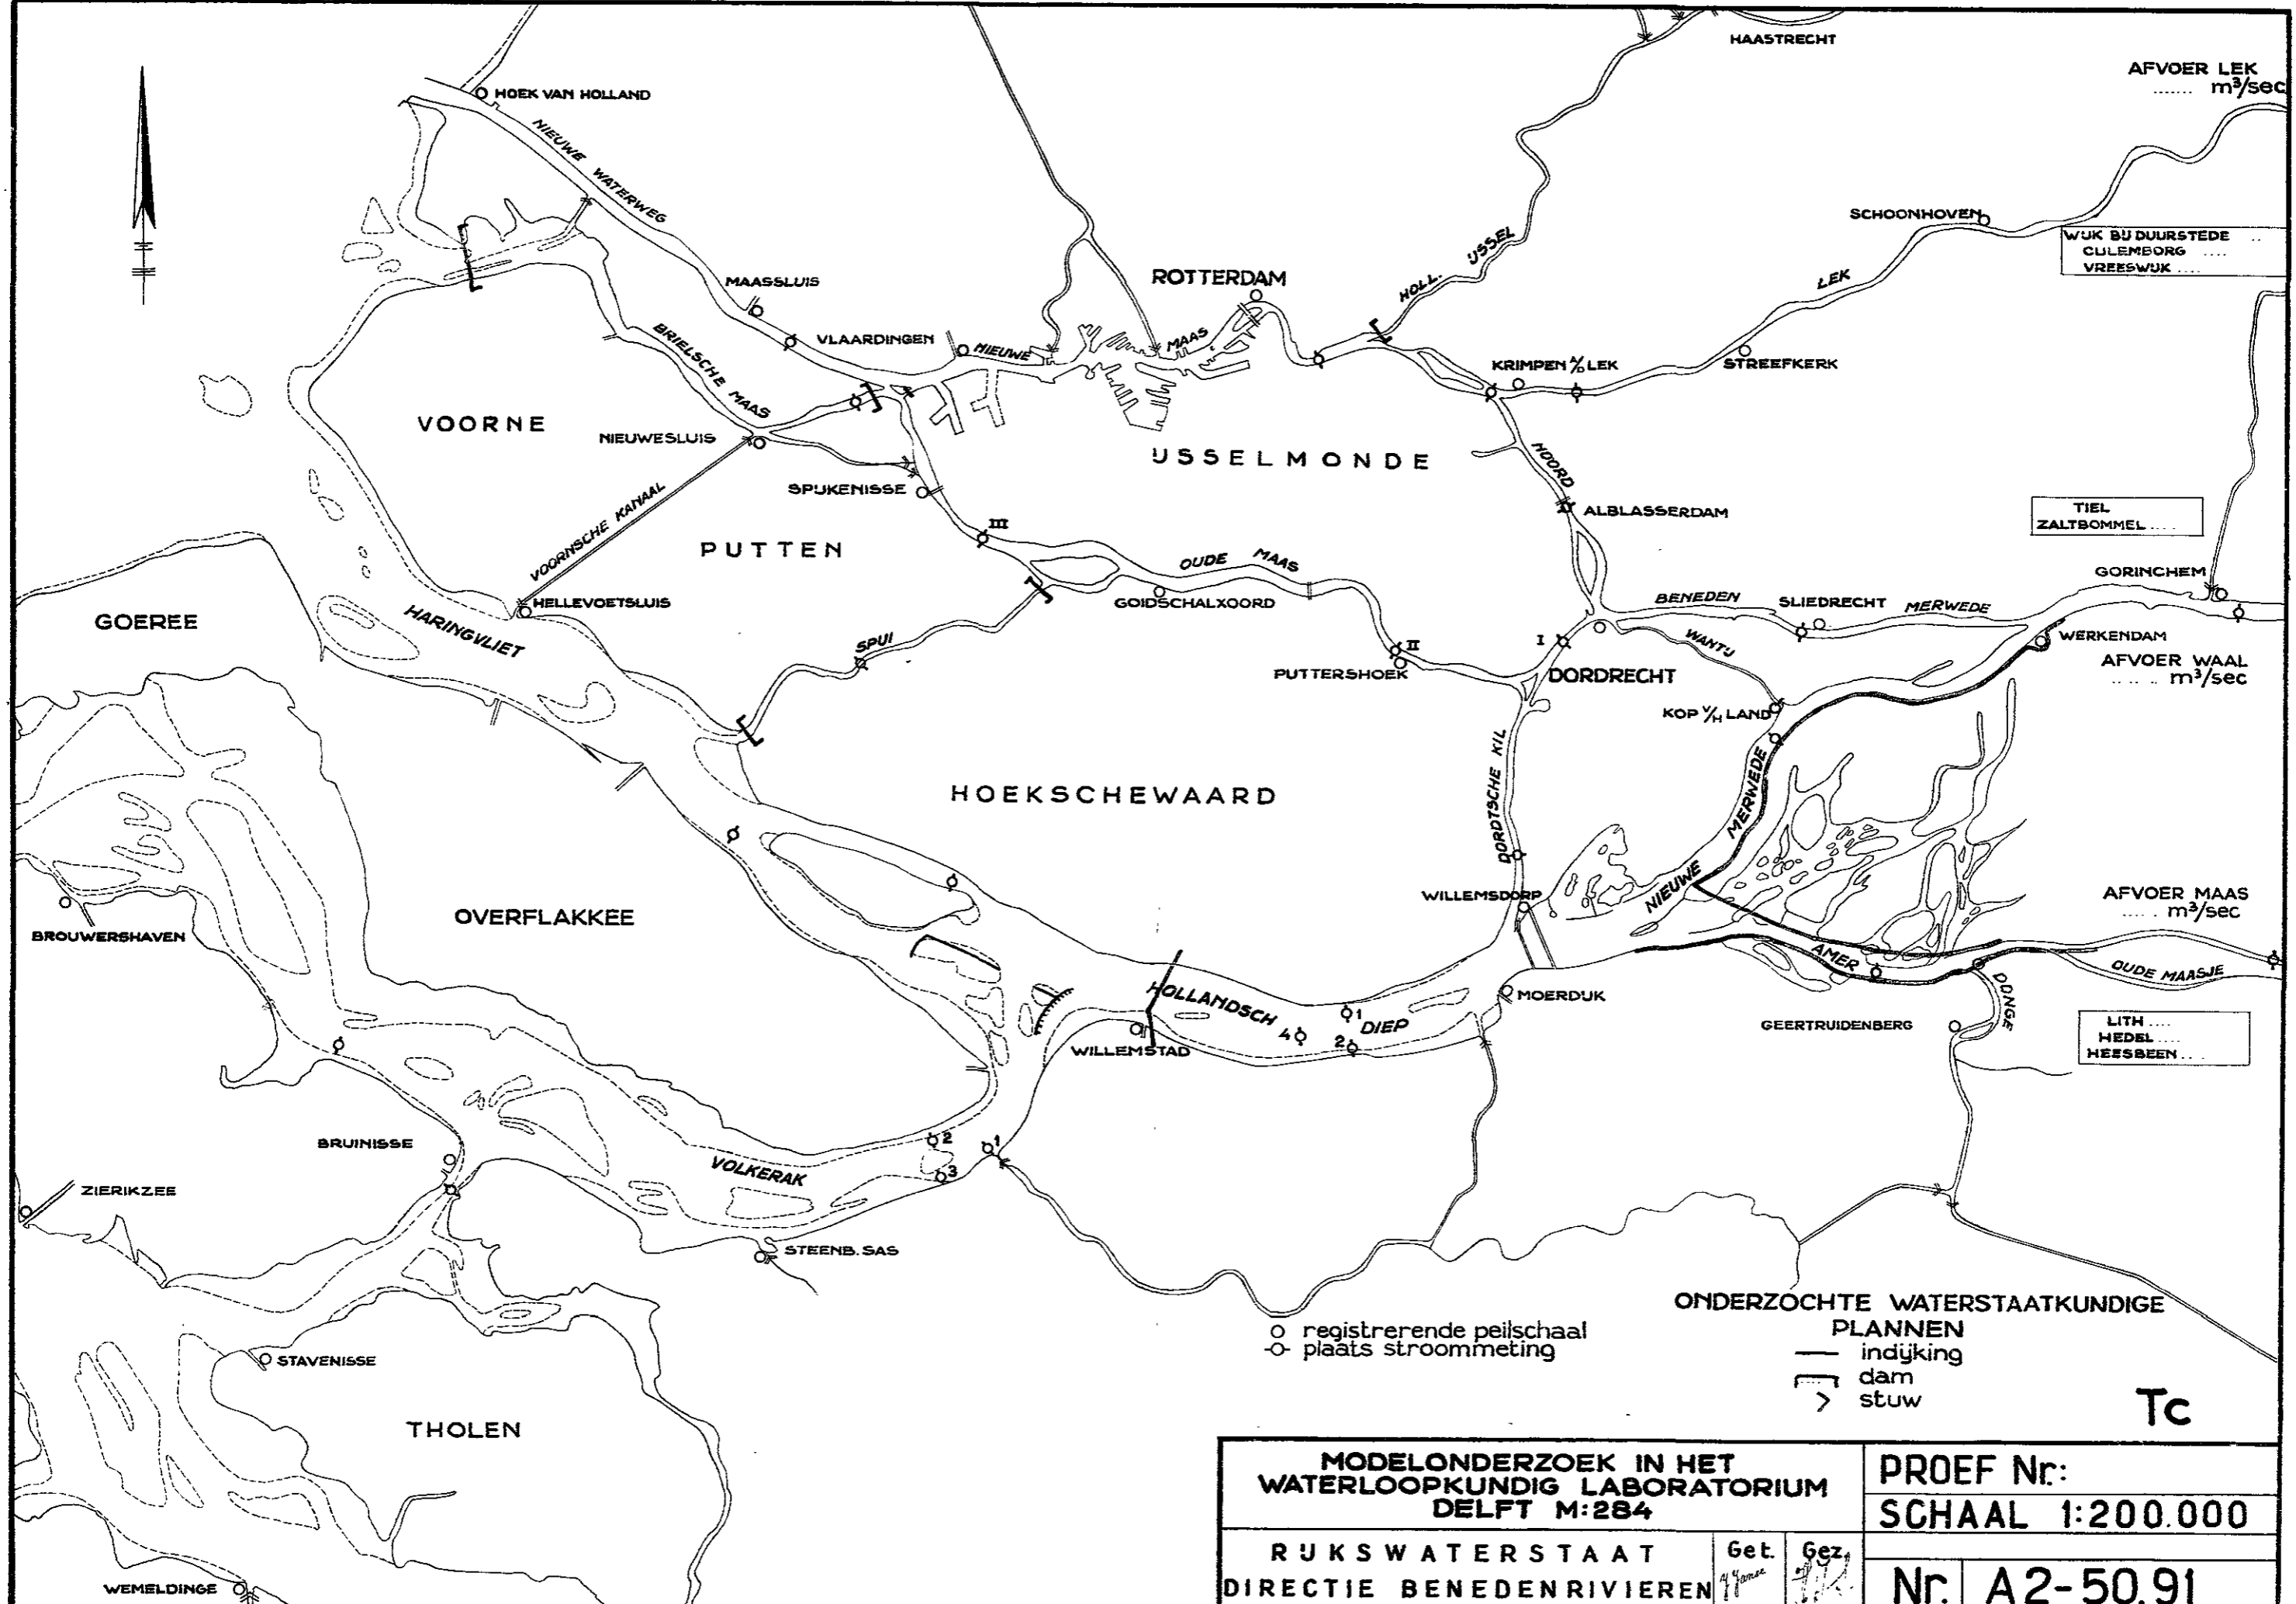 HAASTRECHT
AFVOER LEK
....... m³/sec
HOEK VAN HOLLAND
NIEUWE WATERWEG
SCHOONHOVEN
WIJK BIJ DUURSTEDE ..
CULEMBORG ....
VREESWIJK ....
HOLL. IJSSEL
ROTTERDAM
LEK
MAASSLUIS
VLAARDINGEN
NIEUWE
MAAS
KRIMPEN A/D LEK
STREEFKERK
BRIELSCHE MAAS
VOORNE
NIEUWESLUIS
IJSSELMONDE
NOORD
SPIJKENISSE
ALBLASSERDAM
TIEL
ZALTBOMMEL ....
VOORNSCHE KANAAL
III
PUTTEN
OUDE MAAS
GORINCHEM
HELLEVOETSLUIS
GOIDSCHALXOORD
BENEDEN
SLIEDRECHT
MERWEDE
GOEREE
HARINGVLIET
SPUI
I
II
WANTIJ
WERKENDAM
PUTTERSHOEK
DORDRECHT
AFVOER WAAL
.. .. .. m³/sec
KOP V/H LAND
DORDTSCHE KIL
HOEKSCHEWAARD
NIEUWE MERWEDE
WILLEMSDORP
AFVOER MAAS
.... . m³/sec
OVERFLAKKEE
BROUWERSHAVEN
AMER
OUDE MAASJE
DONGE
HOLLANDSCH
DIEP
1
4
2
MOERDIJK
GEERTRUIDENBERG
LITH ....
HEDEL ....
HEESBEEN ....
WILLEMSTAD
BRUINISSE
2
1
3
VOLKERAK
ZIERIKZEE
STEENB. SAS
STAVENISSE
THOLEN
WEMELDINGE
registrerende peilschaal
plaats stroommeting
ONDERZOCHTE WATERSTAATKUNDIGE
PLANNEN
indijking
dam
stuw
Tc
MODELONDERZOEK IN HET
WATERLOOPKUNDIG LABORATORIUM
DELFT M:284
PROEF Nr:
SCHAAL 1:200.000
RIJKSWATERSTAAT
DIRECTIE BENEDENRIVIEREN
Get.
Gez.
Nr. A2-50.91